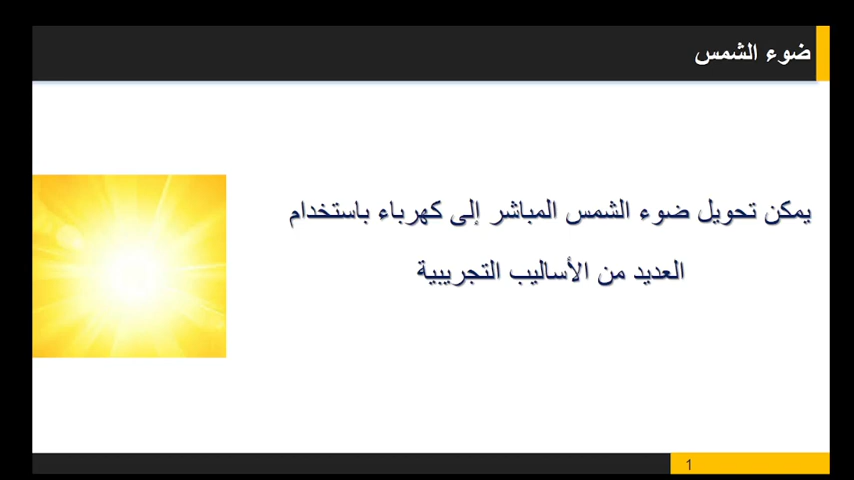 ضوء الشمس
يمكن تحويل ضوء الشمس المباشر إلى كهرباء باستخدام
العديد من الأساليب التجريبية
1